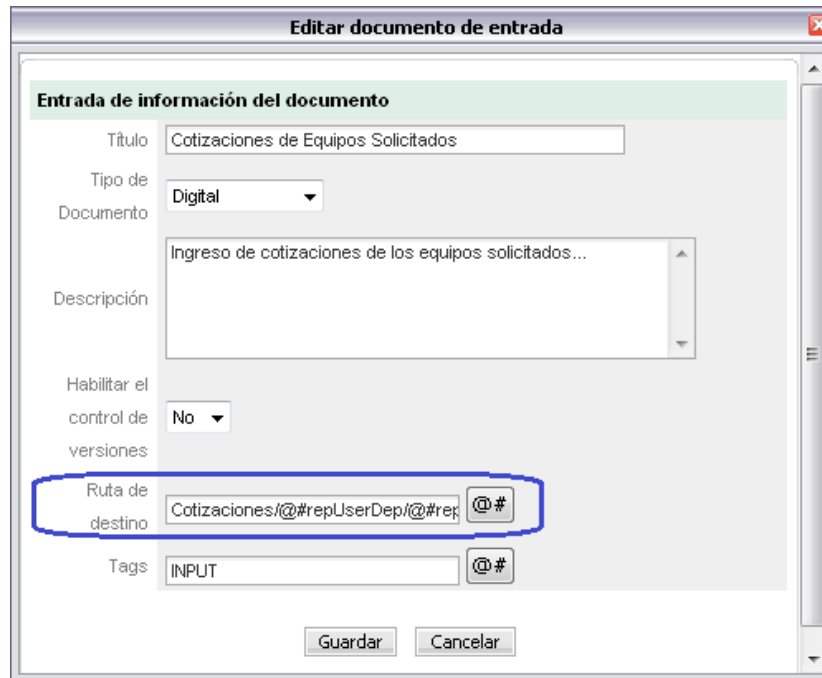 Editar documento de entrada
Entrada de información del documento
Título
Cotizaciones de Equipos Solicitados
Tipo de
Documento
Digital
Descripción
Ingreso de cotizaciones de los equipos solicitados...
Habilitar el
control de
versiones
No
Ruta de
destino
Cotizaciones/@#repUserDep/@#rep
@#
Tags
INPUT
@#
Guardar
Cancelar